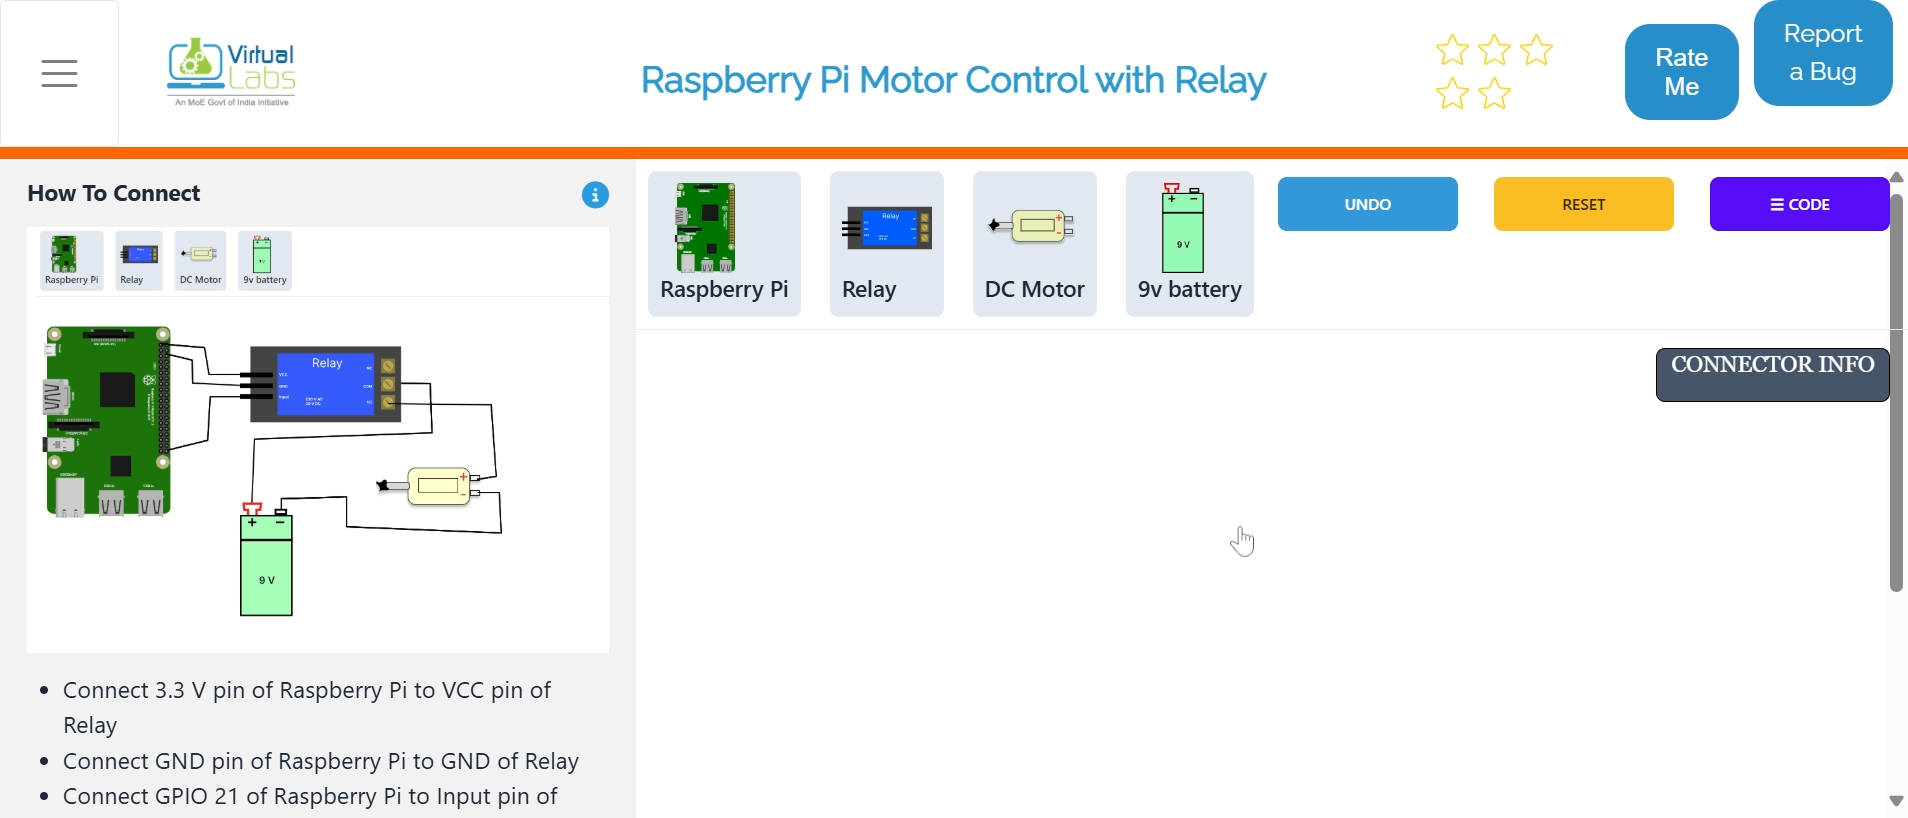 Virtual
Labs
An MoE Govt of India Initiative
Raspberry Pi Motor Control with Relay
Rate
Me
Report
a Bug
How To Connect
Raspberry Pi
Relay
DC Motor
9v battery
Relay
VCC
GND
Input
NC
COM
+
−
+ −
9 V
• Connect 3.3 V pin of Raspberry Pi to VCC pin of
Relay
• Connect GND pin of Raspberry Pi to GND of Relay
• Connect GPIO 21 of Raspberry Pi to Input pin of
Relay
+
-
+ −
9 V
Raspberry Pi
Relay
DC Motor
9v battery
UNDO
RESET
☰ CODE
CONNECTOR INFO